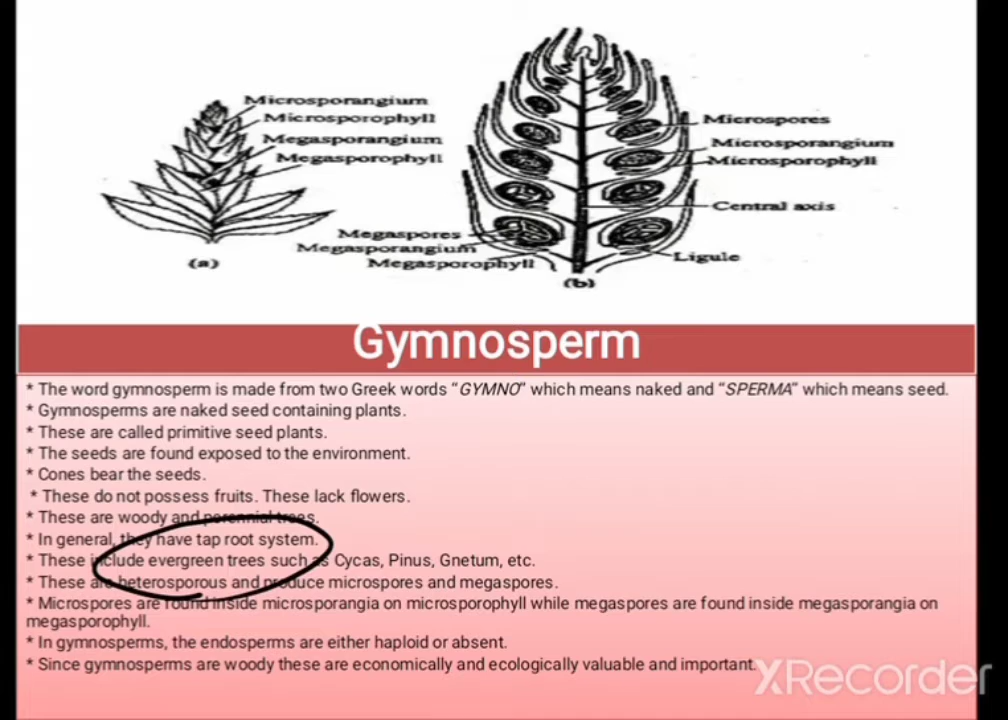 Microsporangium
Microsporophyll
Megasporangium
Megasporophyll
(a)
Microspores
Microsporangium
Microsporophyll
Central axis
Megaspores
Megasporangium
Megasporophyll
Ligule
(b)
Gymnosperm
* The word gymnosperm is made from two Greek words “GYMNO” which means naked and “SPERMA” which means seed.
* Gymnosperms are naked seed containing plants.
* These are called primitive seed plants.
* The seeds are found exposed to the environment.
* Cones bear the seeds.
* These do not possess fruits. These lack flowers.
* These are woody and perennial trees.
* In general, they have tap root system.
* These include evergreen trees such as Cycas, Pinus, Gnetum, etc.
* These are heterosporous and produce microspores and megaspores.
* Microspores are found inside microsporangia on microsporophyll while megaspores are found inside megasporangia on
megasporophyll.
* In gymnosperms, the endosperms are either haploid or absent.
* Since gymnosperms are woody these are economically and ecologically valuable and important.
XRecorder